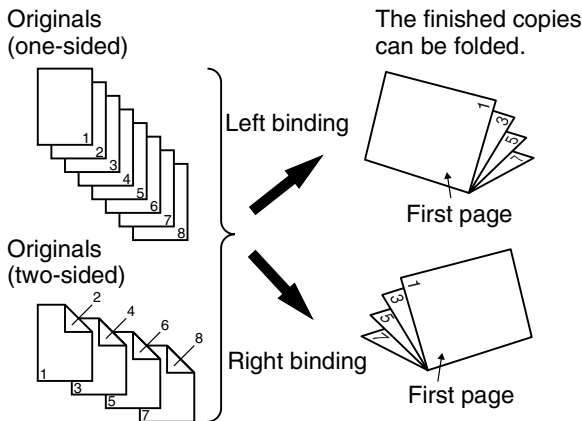 Originals
(one-sided)
1
2
3
4
5
6
7
8
Originals
(two-sided)
2
4
6
8
1
3
5
7
Left binding
Right binding
The finished copies
can be folded.
1
3
5
7
First page
1
3
5
7
First page